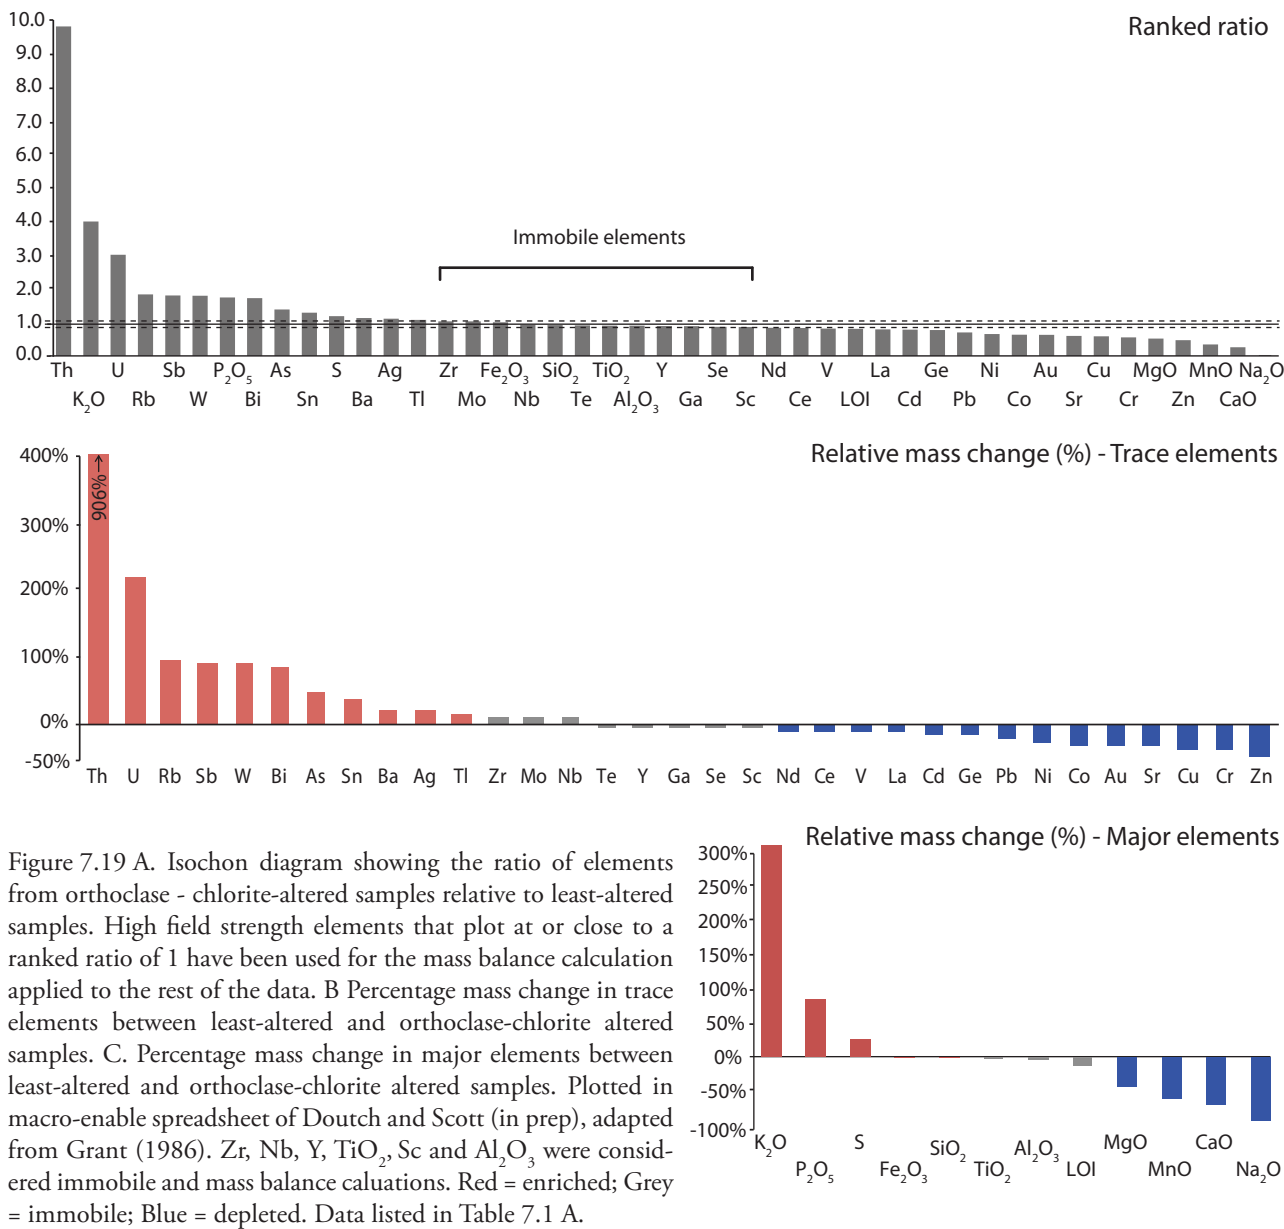 Ranked ratio
10.0
9.0
8.0
7.0
6.0
5.0
4.0
3.0
2.0
1.0
0.0
Immobile elements
Th U Sb P₂O₅ As S Ag Zr Fe₂O₃ SiO₂ TiO₂ Y Se Nd V La Ge Ni Au Cu MgO MnO Na₂O
K₂O Rb W Bi Sn Ba Tl Mo Nb Te Al₂O₃ Ga Sc Ce LOI Cd Pb Co Sr Cr Zn CaO
Relative mass change (%) - Trace elements
400%
300%
200%
100%
0%
-50%
906%→
Th U Rb Sb W Bi As Sn Ba Ag Tl Zr Mo Nb Te Y Ga Se Sc Nd Ce V La Cd Ge Pb Ni Co Au Sr Cu Cr Zn
Relative mass change (%) - Major elements
300%
250%
200%
150%
100%
50%
0%
-50%
-100%
K₂O S SiO₂ Al₂O₃ MgO CaO
P₂O₅ Fe₂O₃ TiO₂ LOI MnO Na₂O
Figure 7.19 A. Isochon diagram showing the ratio of elements
from orthoclase - chlorite-altered samples relative to least-altered
samples. High field strength elements that plot at or close to a
ranked ratio of 1 have been used for the mass balance calculation
applied to the rest of the data. B Percentage mass change in trace
elements between least-altered and orthoclase-chlorite altered
samples. C. Percentage mass change in major elements between
least-altered and orthoclase-chlorite altered samples. Plotted in
macro-enable spreadsheet of Doutch and Scott (in prep), adapted
from Grant (1986). Zr, Nb, Y, TiO₂, Sc and Al₂O₃ were consid-
ered immobile and mass balance caluations. Red = enriched; Grey
= immobile; Blue = depleted. Data listed in Table 7.1 A.